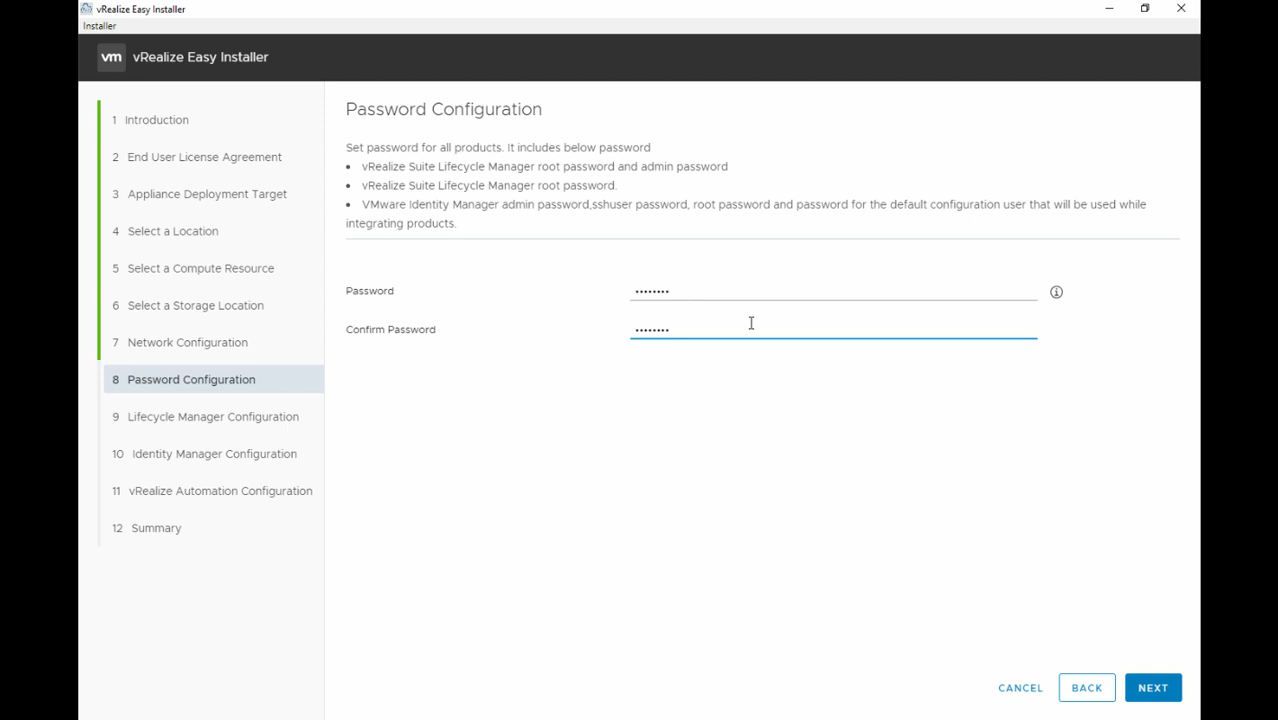 vRealize Easy Installer
Installer
vm vRealize Easy Installer
1 Introduction
2 End User License Agreement
3 Appliance Deployment Target
4 Select a Location
5 Select a Compute Resource
6 Select a Storage Location
7 Network Configuration
8 Password Configuration
9 Lifecycle Manager Configuration
10 Identity Manager Configuration
11 vRealize Automation Configuration
12 Summary
Password Configuration
Set password for all products. It includes below password
• vRealize Suite Lifecycle Manager root password and admin password
• vRealize Suite Lifecycle Manager root password.
• VMware Identity Manager admin password,sshuser password, root password and password for the default configuration user that will be used while
integrating products.
Password ••••••••
Confirm Password ••••••••
CANCEL BACK NEXT